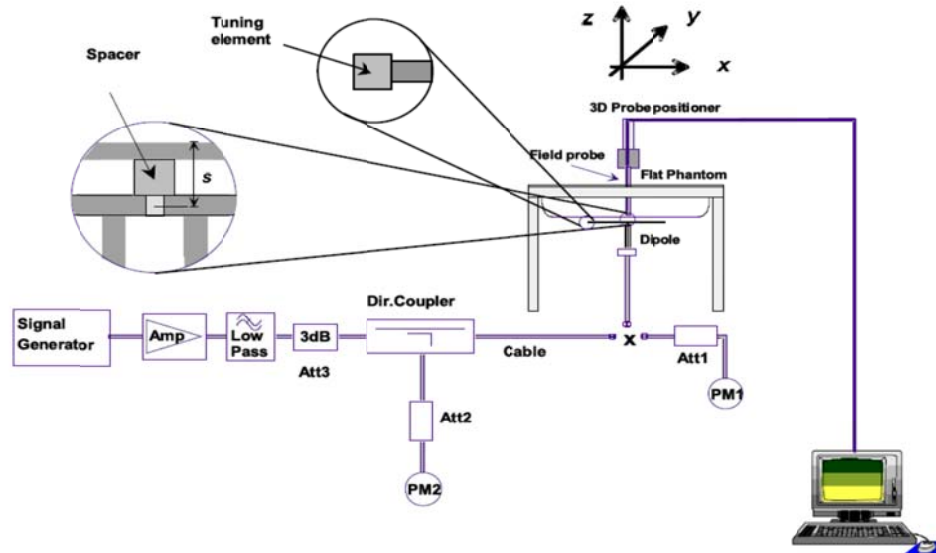 Tuning
element
Spacer
s
z
y
x
3D Probepositioner
Field probe
Flat Phantom
Dipole
Dir.Coupler
Signal
Generator
Amp
Low
Pass
3dB
Att3
Cable
x
Att1
PM1
Att2
PM2